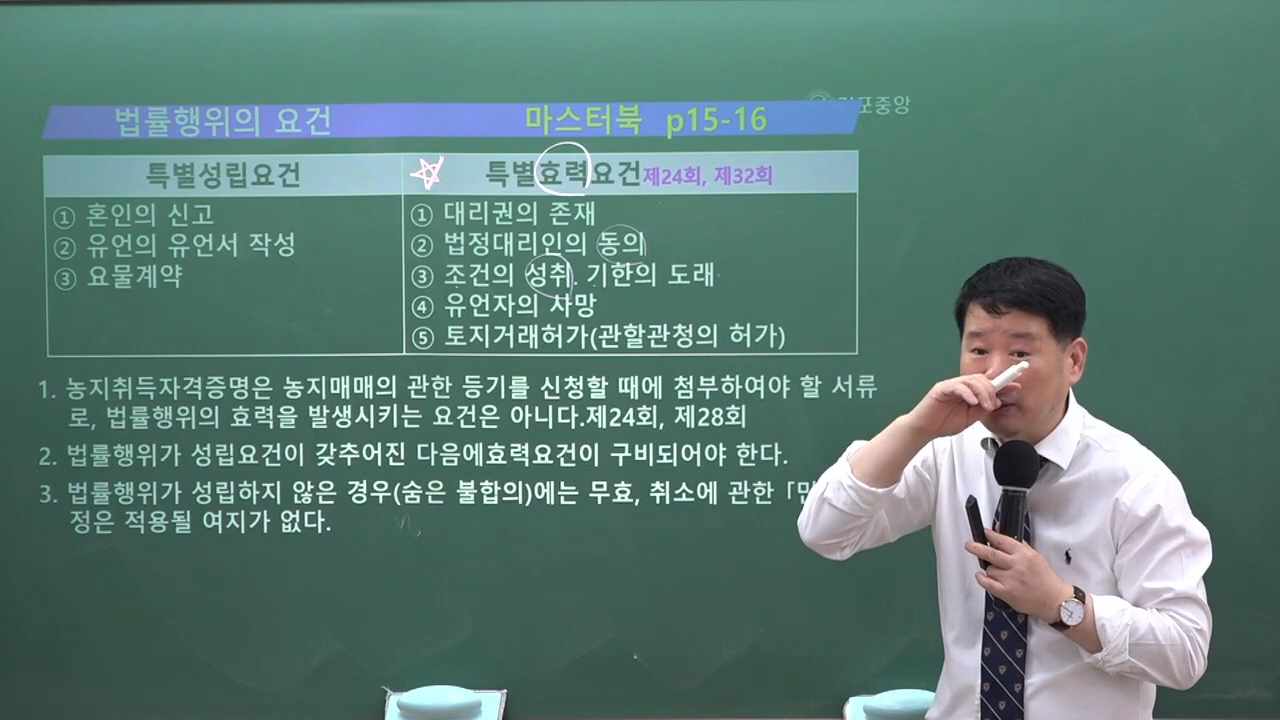 중앙
법률행위의 요건 마스터북 p15-16
특별성립요건 특별효력요건제24회, 제32회
① 혼인의 신고
② 유언의 유언서 작성
③ 요물계약
① 대리권의 존재
② 법정대리인의 동의
③ 조건의 성취. 기한의 도래
④ 유언자의 사망
⑤ 토지거래허가(관할관청의 허가)
1. 농지취득자격증명은 농지매매의 관한 등기를 신청할 때에 첨부하여야 할 서류
로, 법률행위의 효력을 발생시키는 요건은 아니다.제24회, 제28회
2. 법률행위가 성립요건이 갖추어진 다음에효력요건이 구비되어야 한다.
3. 법률행위가 성립하지 않은 경우(숨은 불합의)에는 무효, 취소에 관한 「
정은 적용될 여지가 없다.